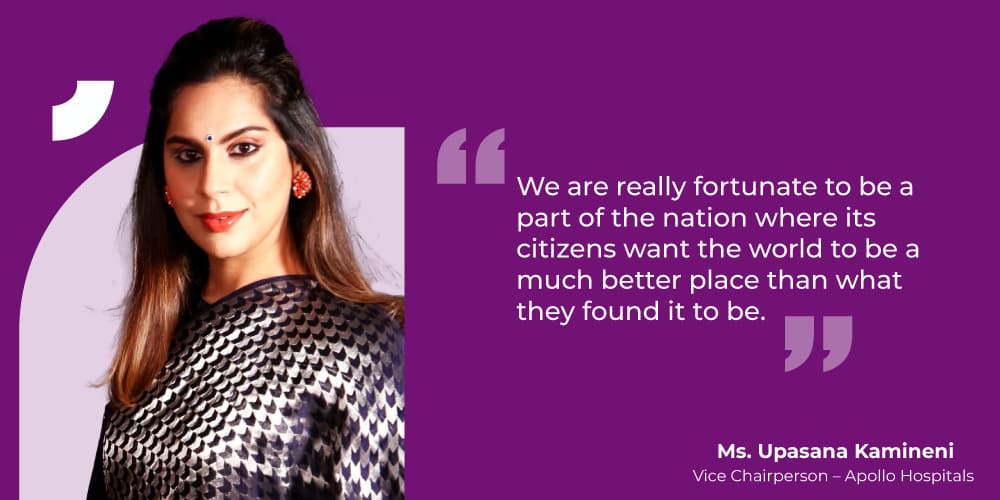 We are really fortunate to be a
part of the nation where its
citizens want the world to be a
much better place than what
they found it to be.
Ms. Upasana Kamineni
Vice Chairperson – Apollo Hospitals